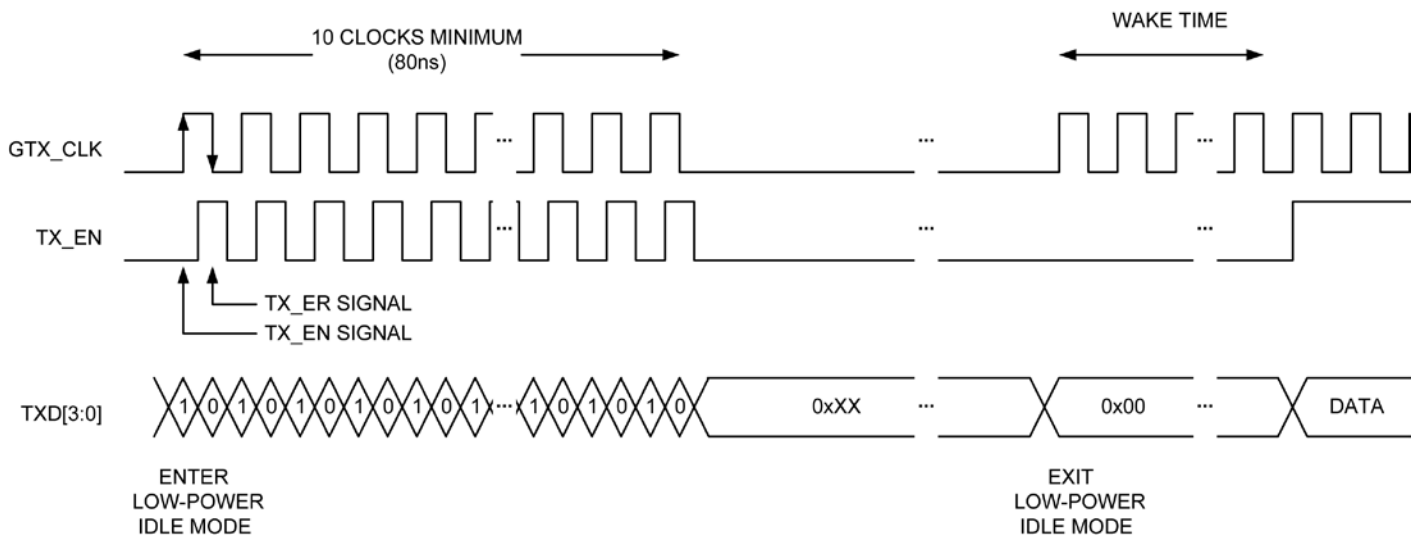 10 CLOCKS MINIMUM
(80ns)
WAKE TIME
GTX_CLK
...
...
...
TX_EN
...
...
...
TX_ER SIGNAL
TX_EN SIGNAL
TXD[3:0]
1 0 1 0 1 0 1 0 1 0 1 ... 1 0 1 0 1 0
0xXX
...
0x00
...
DATA
ENTER
LOW-POWER
IDLE MODE
EXIT
LOW-POWER
IDLE MODE